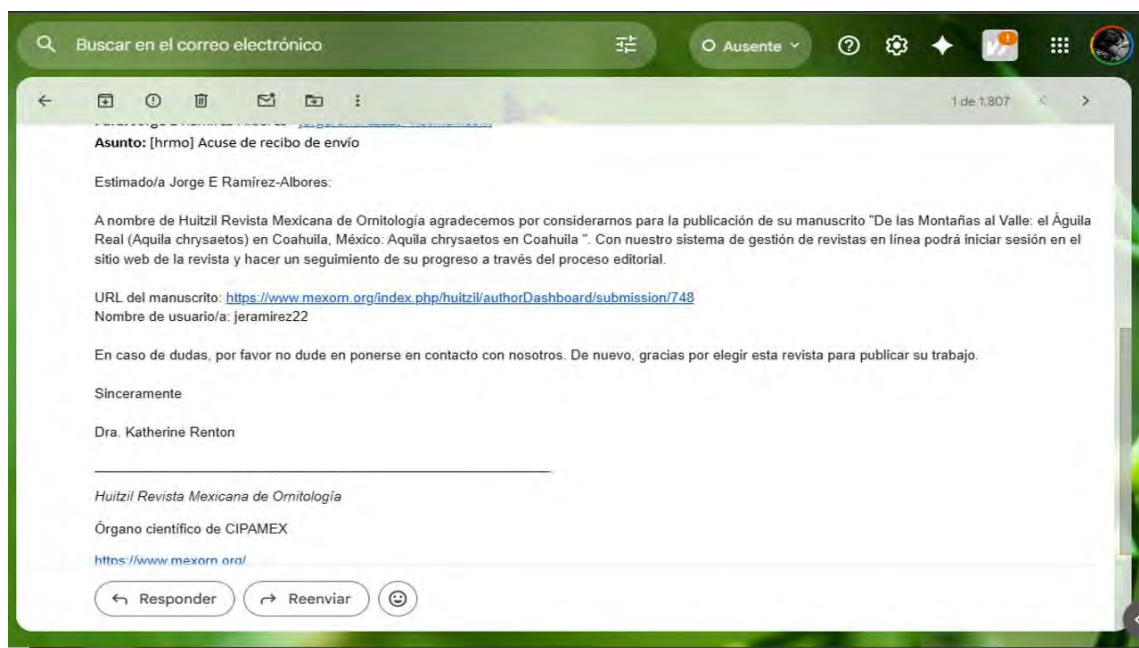 Buscar en el correo electrónico
Ausente
1 de 1,807
Asunto: [hrmo] Acuse de recibo de envío
Estimado/a Jorge E Ramírez-Albores:
A nombre de Huitzil Revista Mexicana de Ornitología agradecemos por considerarnos para la publicación de su manuscrito "De las Montañas al Valle: el Águila
Real (Aquila chrysaetos) en Coahuila, México: Aquila chrysaetos en Coahuila ". Con nuestro sistema de gestión de revistas en línea podrá iniciar sesión en el
sitio web de la revista y hacer un seguimiento de su progreso a través del proceso editorial.
URL del manuscrito: https://www.mexorn.org/index.php/huitzil/authorDashboard/submission/748
Nombre de usuario/a: jeramirez22
En caso de dudas, por favor no dude en ponerse en contacto con nosotros. De nuevo, gracias por elegir esta revista para publicar su trabajo.
Sinceramente
Dra. Katherine Renton
Huitzil Revista Mexicana de Ornitología
Órgano científico de CIPAMEX
https://www.mexorn.org/
Responder
Reenviar